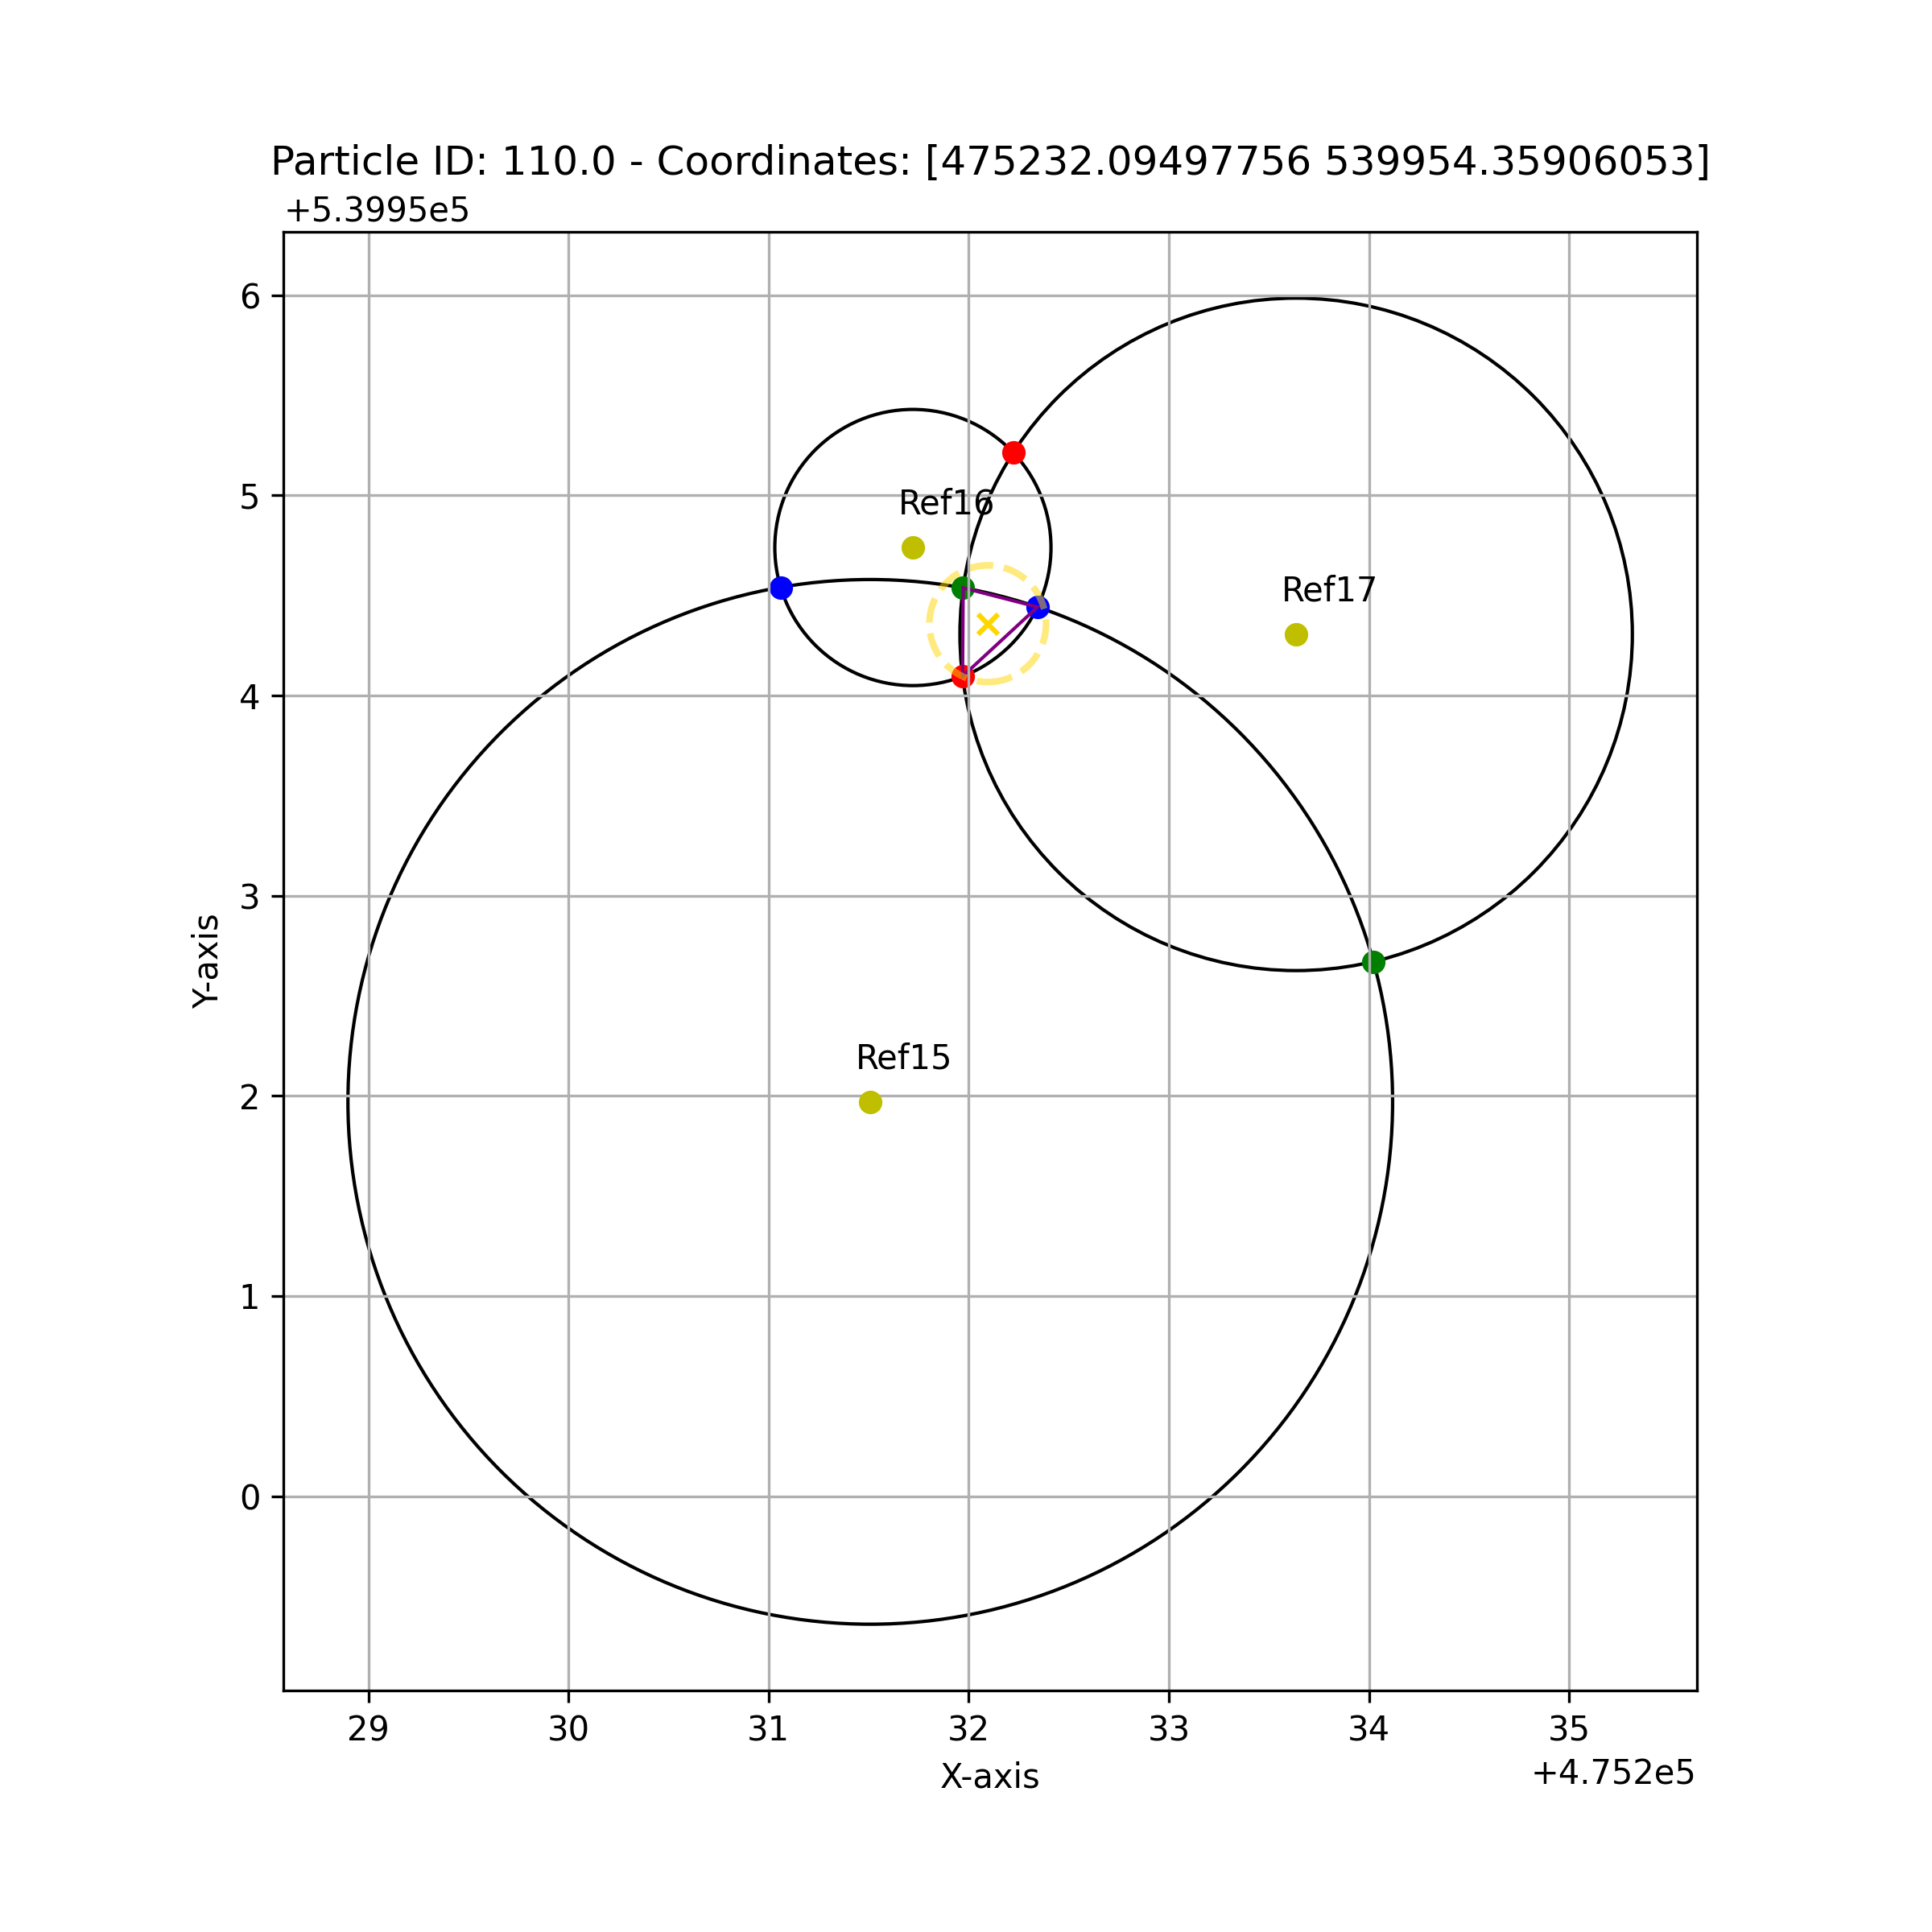 Particle ID: 110.0 - Coordinates: [475232.09497756 539954.35906053]
+5.3995e5
6
5
4
3
2
1
0
Y-axis
Ref16
Ref17
Ref15
29 30 31 32 33 34 35
X-axis
+4.752e5